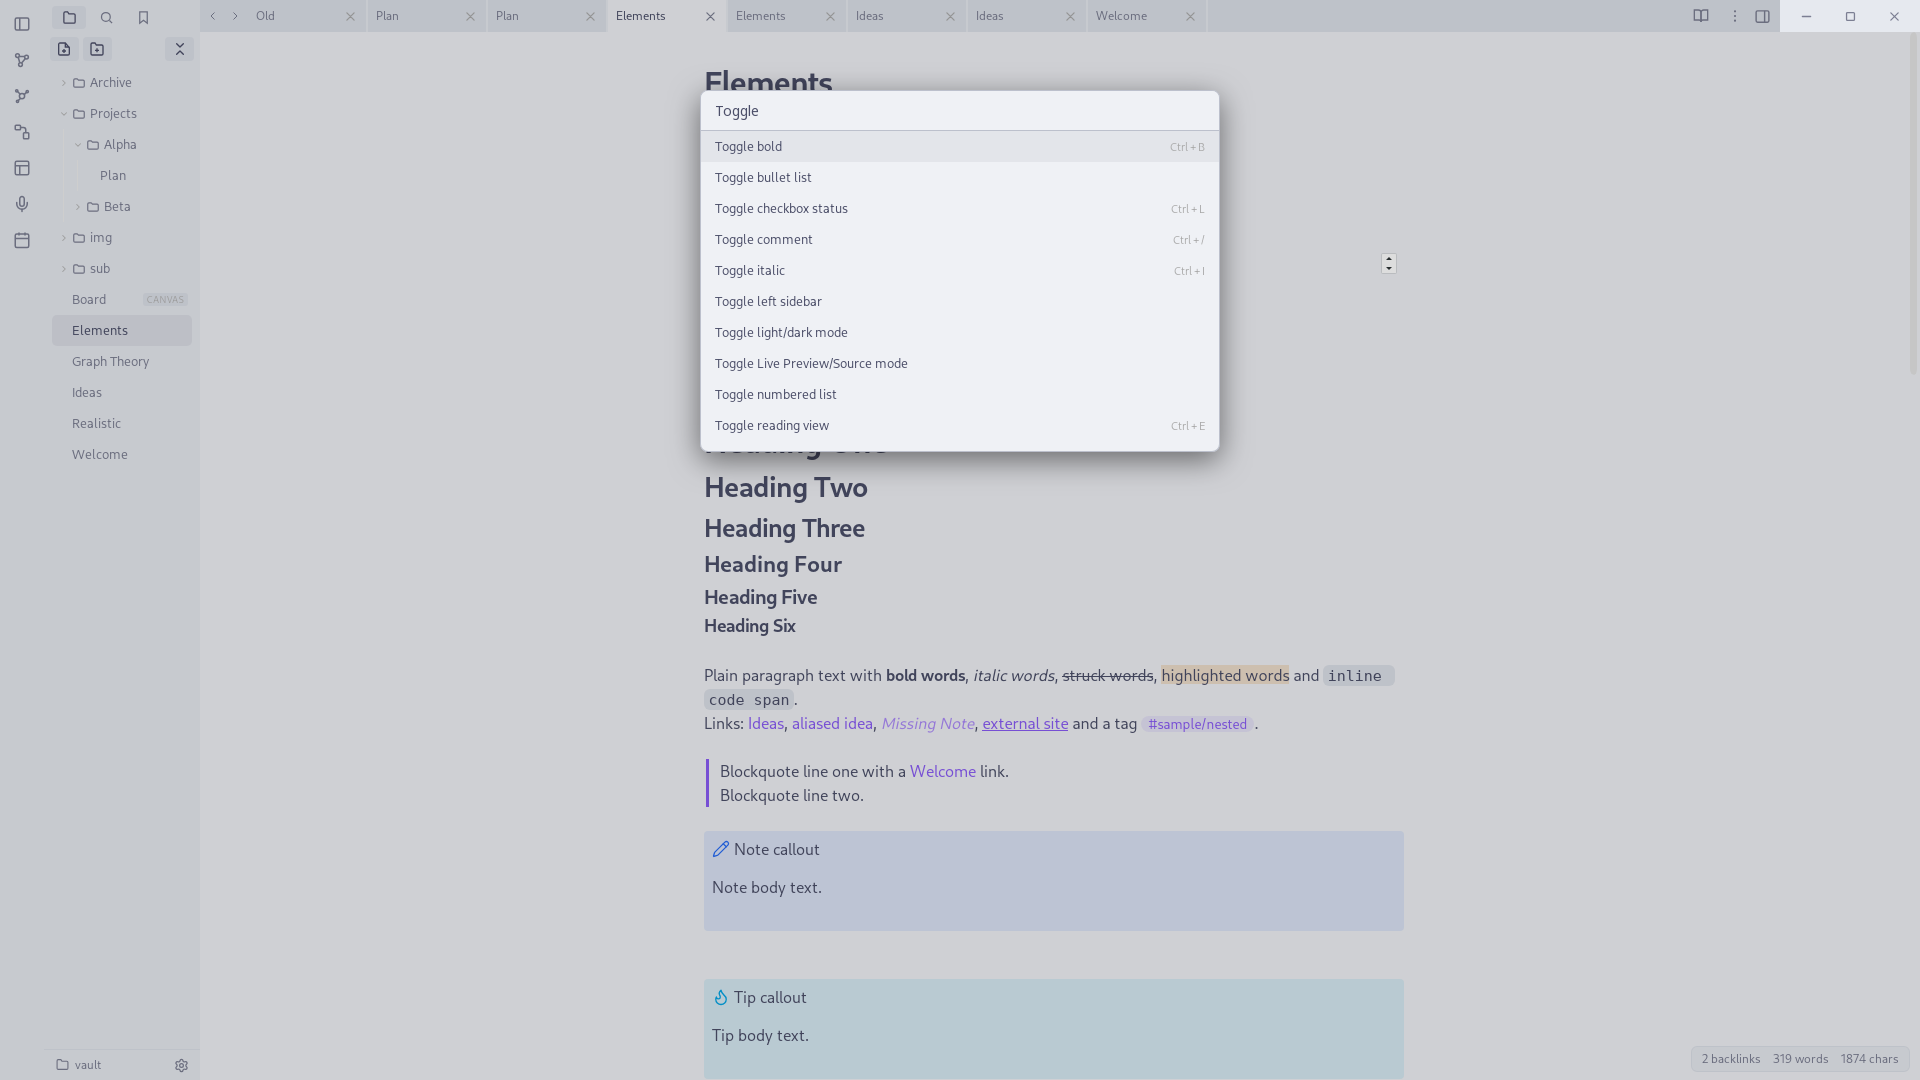 Old
Plan
Plan
Elements
Elements
Ideas
Ideas
Welcome
Archive
Projects
Alpha
Plan
Beta
img
sub
Board CANVAS
Elements
Graph Theory
Ideas
Realistic
Welcome
vault
Elements
Toggle
Toggle bold Ctrl + B
Toggle bullet list
Toggle checkbox status Ctrl + L
Toggle comment Ctrl + /
Toggle italic Ctrl + I
Toggle left sidebar
Toggle light/dark mode
Toggle Live Preview/Source mode
Toggle numbered list
Toggle reading view Ctrl + E
Heading One
Heading Two
Heading Three
Heading Four
Heading Five
Heading Six
Plain paragraph text with bold words, italic words, struck words, highlighted words and inline
code span.
Links: Ideas, aliased idea, Missing Note, external site and a tag #sample/nested.
Blockquote line one with a Welcome link.
Blockquote line two.
Note callout
Note body text.
Tip callout
Tip body text.
2 backlinks 319 words 1874 chars